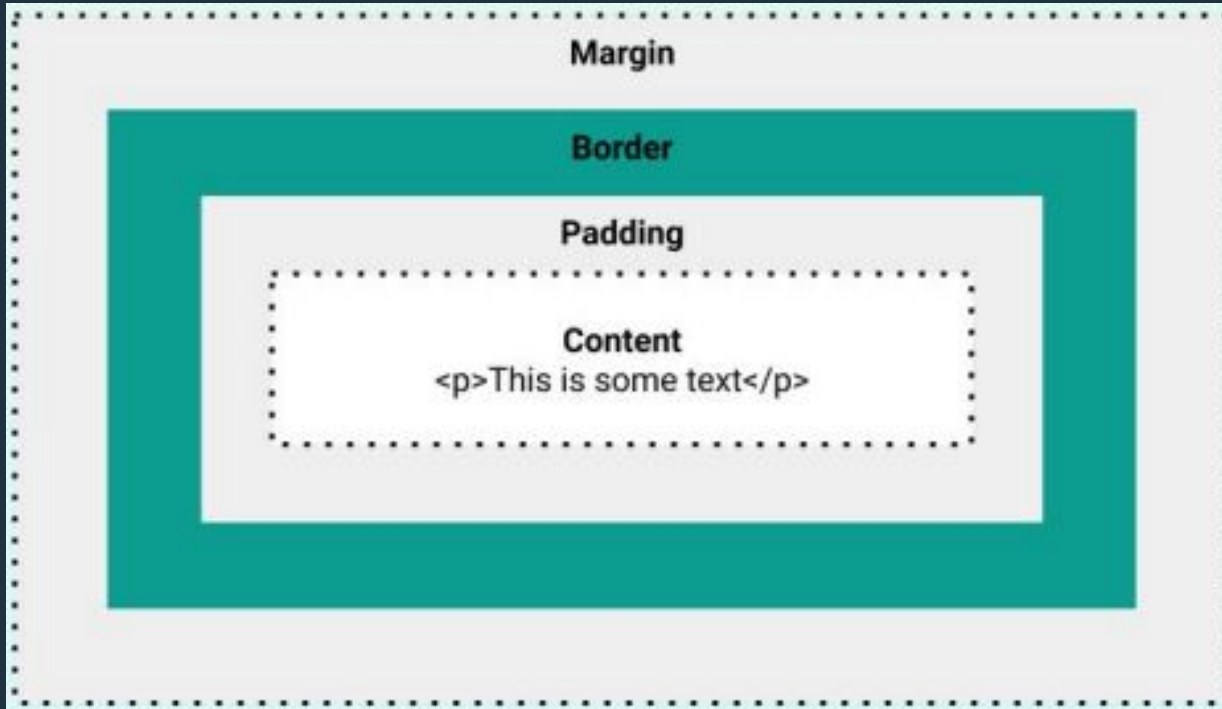 Margin
Border
Padding
Content
<p>This is some text</p>